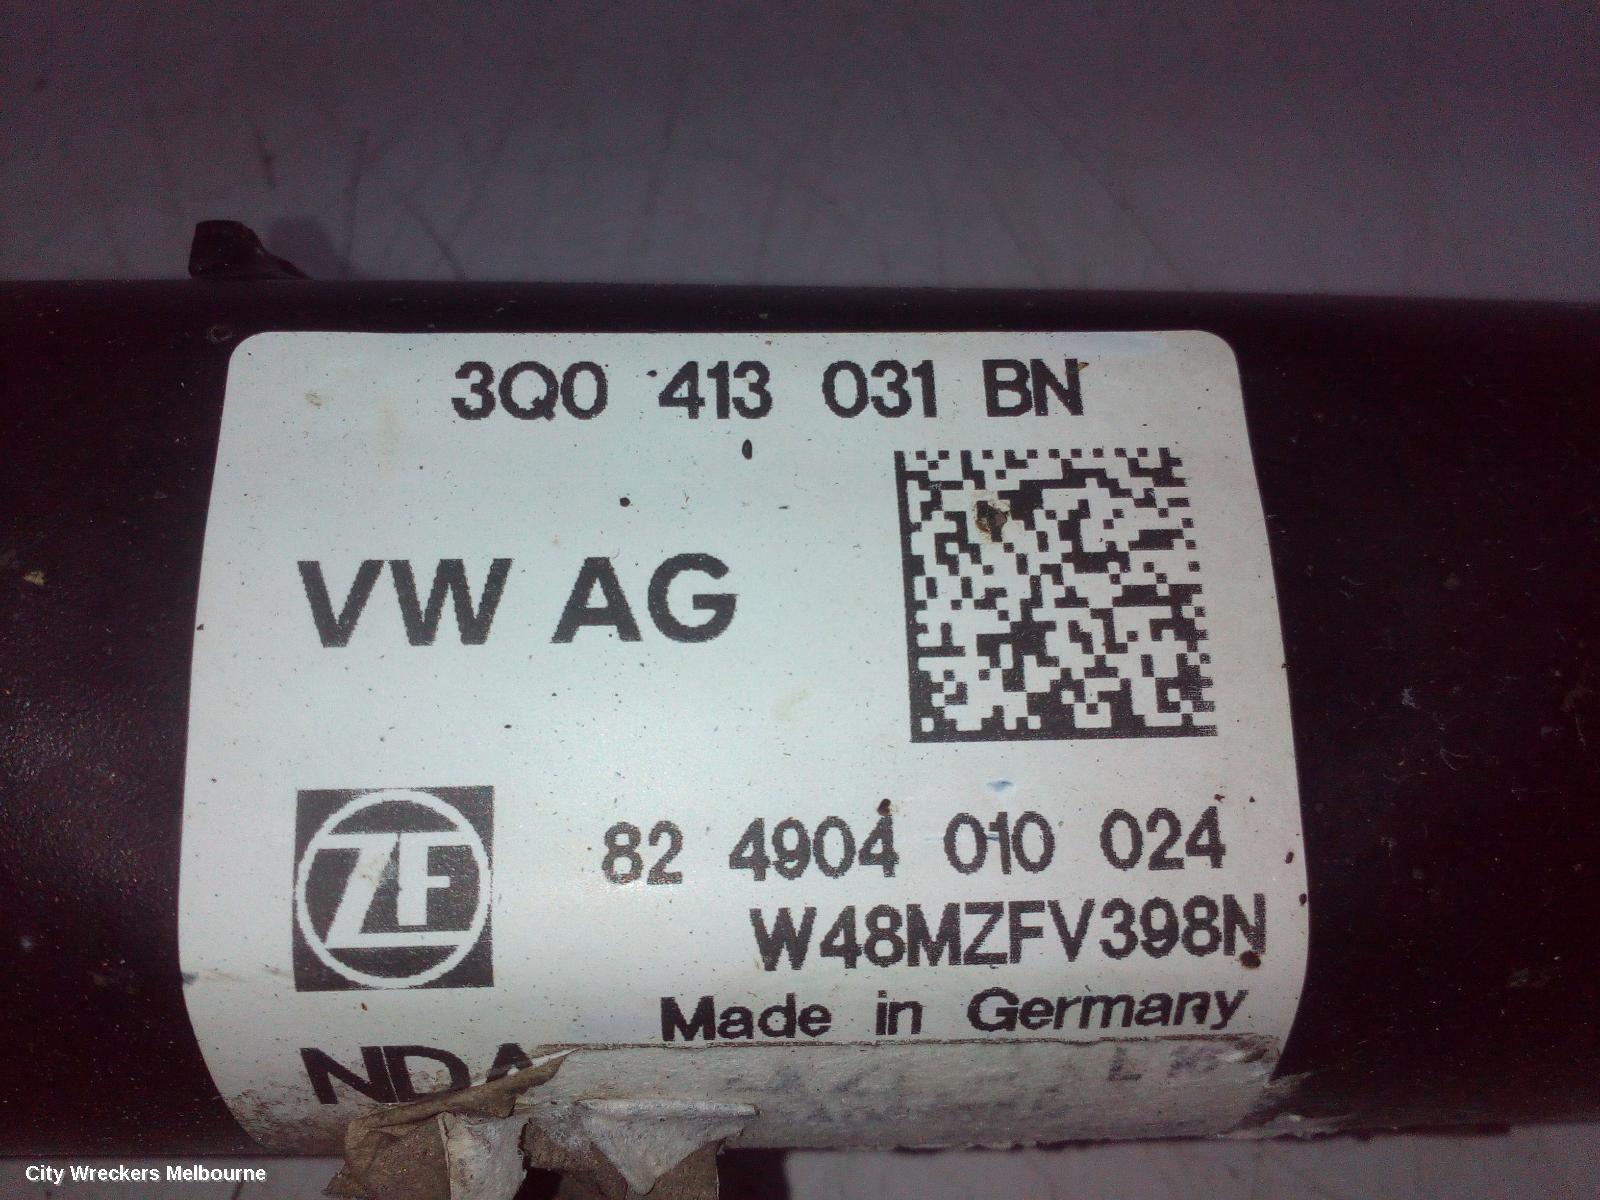 3Q0 413 031 BN
VW AG
ZF
82 4904 010 024
W48MZFV398N
Made in Germany
NDA
City Wreckers Melbourne